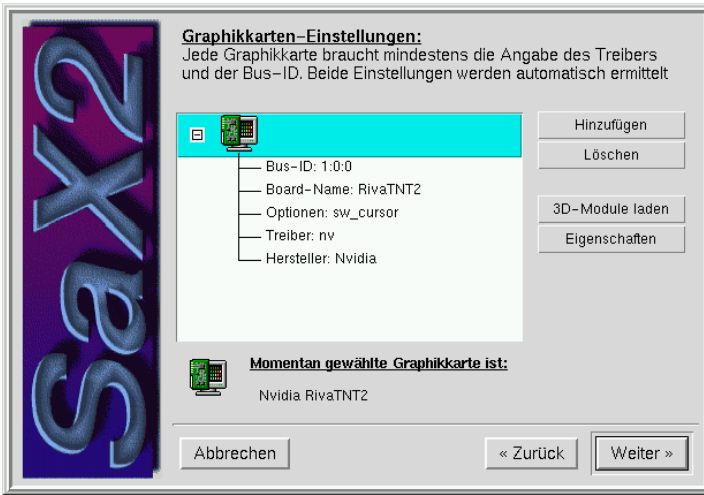 SaX2
Graphikkarten-Einstellungen:
Jede Graphikkarte braucht mindestens die Angabe des Treibers
und der Bus-ID. Beide Einstellungen werden automatisch ermittelt
Bus-ID: 1:0:0
Board-Name: RivaTNT2
Optionen: sw_cursor
Treiber: nv
Hersteller: Nvidia
Hinzufügen
Löschen
3D-Module laden
Eigenschaften
Momentan gewählte Graphikkarte ist:
Nvidia RivaTNT2
Abbrechen
« Zurück
Weiter »